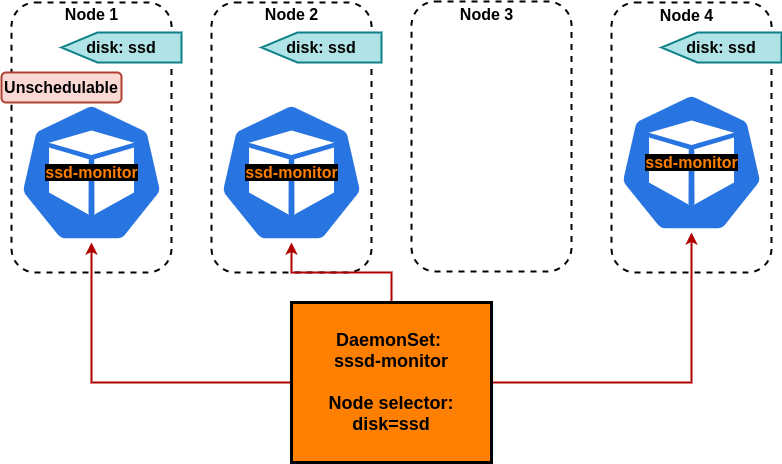 Node 1
Node 2
Node 3
Node 4
disk: ssd
disk: ssd
disk: ssd
Unschedulable
ssd-monitor
ssd-monitor
ssd-monitor
DaemonSet:
sssd-monitor
Node selector:
disk=ssd